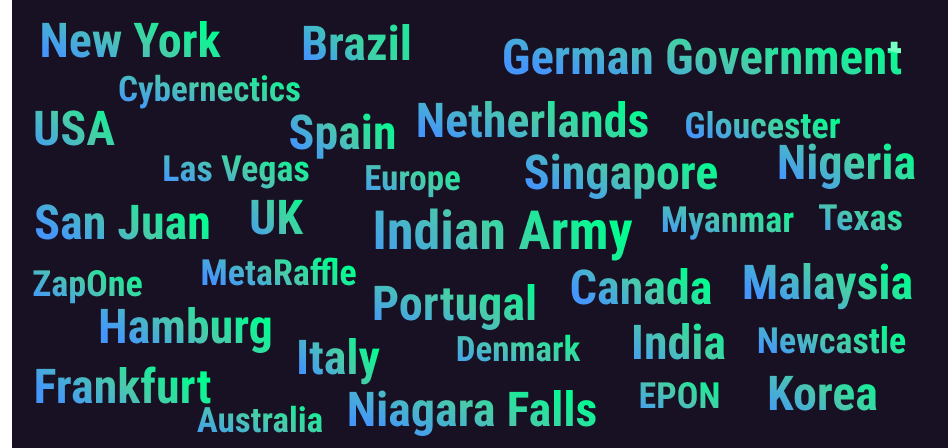 New York Brazil German Government
Cybernectics
USA Spain Netherlands Gloucester
Las Vegas Europe Singapore Nigeria
San Juan UK Indian Army Myanmar Texas
ZapOne MetaRaffle Portugal Canada Malaysia
Hamburg Italy Denmark India Newcastle
Frankfurt Australia Niagara Falls EPON Korea